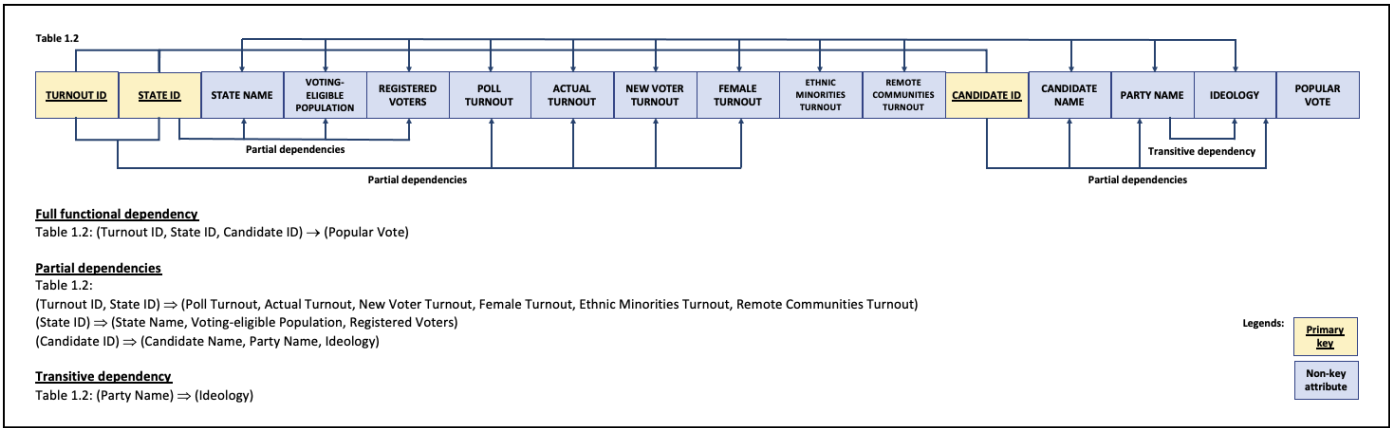 Table 1.2
TURNOUT ID
STATE ID
STATE NAME
VOTING-
ELIGIBLE
POPULATION
REGISTERED
VOTERS
POLL
TURNOUT
ACTUAL
TURNOUT
NEW VOTER
TURNOUT
FEMALE
TURNOUT
ETHNIC
MINORITIES
TURNOUT
REMOTE
COMMUNITIES
TURNOUT
CANDIDATE ID
CANDIDATE
NAME
PARTY NAME
IDEOLOGY
POPULAR
VOTE
Partial dependencies
Transitive dependency
Partial dependencies
Partial dependencies
Full functional dependency
Table 1.2: (Turnout ID, State ID, Candidate ID) → (Popular Vote)
Partial dependencies
Table 1.2:
(Turnout ID, State ID) ⇒ (Poll Turnout, Actual Turnout, New Voter Turnout, Female Turnout, Ethnic Minorities Turnout, Remote Communities Turnout)
(State ID) ⇒ (State Name, Voting-eligible Population, Registered Voters)
(Candidate ID) ⇒ (Candidate Name, Party Name, Ideology)
Transitive dependency
Table 1.2: (Party Name) ⇒ (Ideology)
Legends:
Primary
key
Non-key
attribute